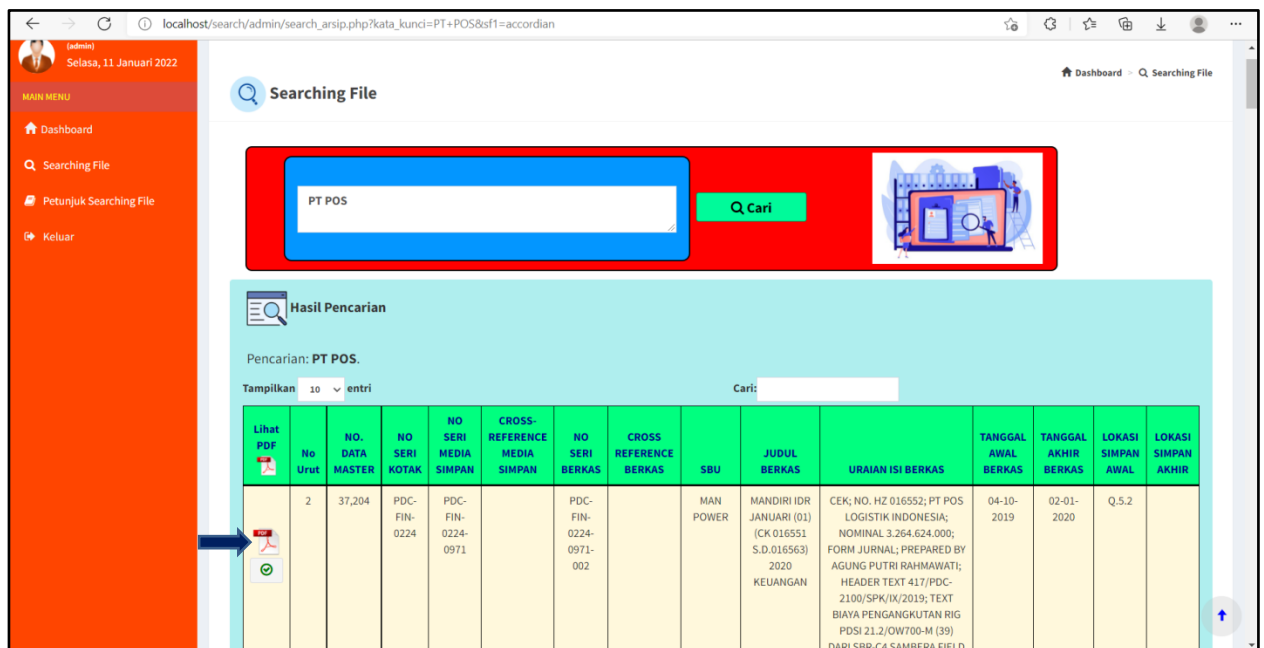 localhost/search/admin/search_arsip.php?kata_kunci=PT+POS&sf1=accordian
(admin)
Selasa, 11 Januari 2022
MAIN MENU
Dashboard
Searching File
Petunjuk Searching File
Keluar
Searching File
Dashboard > Searching File
PT POS
Cari
Hasil Pencarian
Pencarian: PT POS.
Tampilkan 10 entri
Cari:
Lihat
PDF
No
Urut
NO.
DATA
MASTER
NO
SERI
KOTAK
NO
SERI
MEDIA
SIMPAN
CROSS-
REFERENCE
MEDIA
SIMPAN
NO
SERI
BERKAS
CROSS
REFERENCE
BERKAS
SBU
JUDUL
BERKAS
URAIAN ISI BERKAS
TANGGAL
AWAL
BERKAS
TANGGAL
AKHIR
BERKAS
LOKASI
SIMPAN
AWAL
LOKASI
SIMPAN
AKHIR
PDF
2
37,204
PDC-
FIN-
0224
PDC-
FIN-
0224-
0971
PDC-
FIN-
0224-
0971-
002
MAN
POWER
MANDIRI IDR
JANUARI (01)
(CK 016551
S.D.016563)
2020
KEUANGAN
CEK; NO. HZ 016552; PT POS
LOGISTIK INDONESIA;
NOMINAL 3.264.624.000;
FORM JURNAL; PREPARED BY
AGUNG PUTRI RAHMAWATI;
HEADER TEXT 417/PDC-
2100/SPK/IX/2019; TEXT
BIAYA PENGANGKUTAN RIG
PDSI 21.2/OW700-M (39)
DARI SBR-C4 SAMBERA FIELD
04-10-
2019
02-01-
2020
Q.5.2